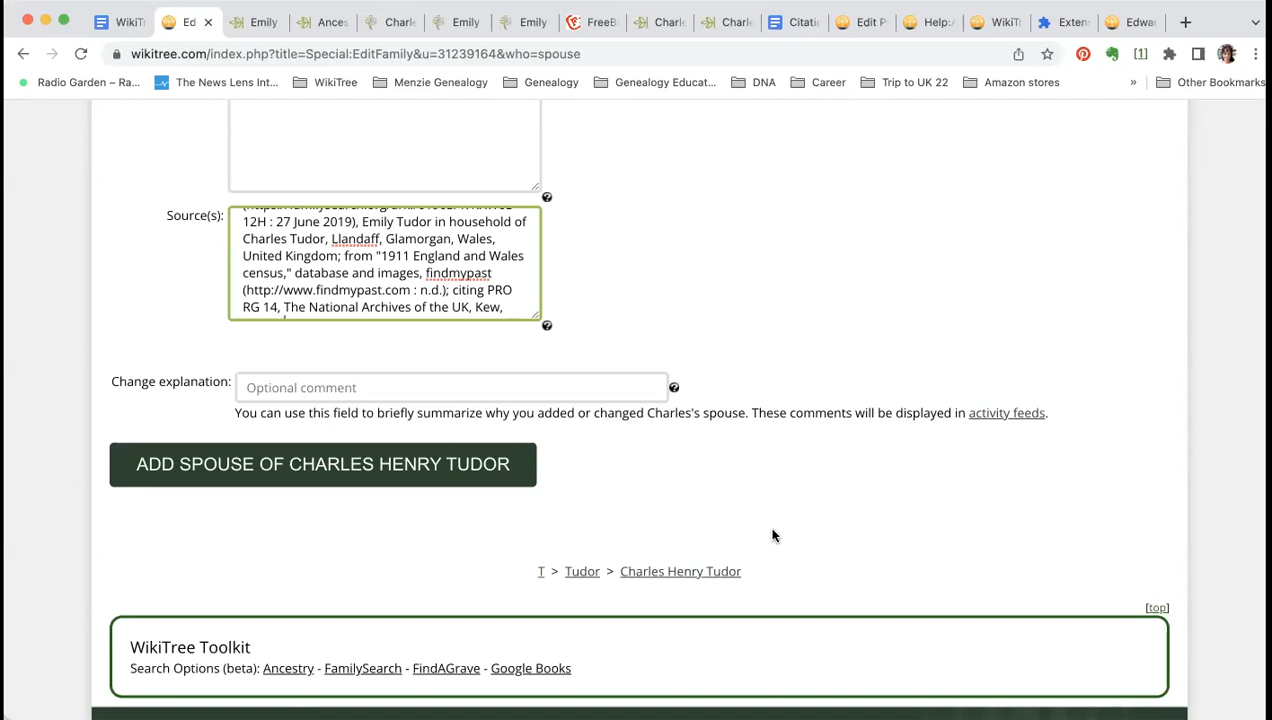 WikiT
Ed
Emily
Ances
Charle
Emily
Emily
FreeB
Charle
Charle
Citatic
Edit P
Help:
WikiTr
Exten
Edwar
wikitree.com/index.php?title=Special:EditFamily&u=31239164&who=spouse
Radio Garden – Ra...
The News Lens Int...
WikiTree
Menzie Genealogy
Genealogy
Genealogy Educat...
DNA
Career
Trip to UK 22
Amazon stores
»
Other Bookmarks
Source(s):
12H : 27 June 2019), Emily Tudor in household of
Charles Tudor, Llandaff, Glamorgan, Wales,
United Kingdom; from "1911 England and Wales
census," database and images, findmypast
(http://www.findmypast.com : n.d.); citing PRO
RG 14, The National Archives of the UK, Kew,
Change explanation:
Optional comment
You can use this field to briefly summarize why you added or changed Charles's spouse. These comments will be displayed in activity feeds.
ADD SPOUSE OF CHARLES HENRY TUDOR
T > Tudor > Charles Henry Tudor
[top]
WikiTree Toolkit
Search Options (beta): Ancestry - FamilySearch - FindAGrave - Google Books